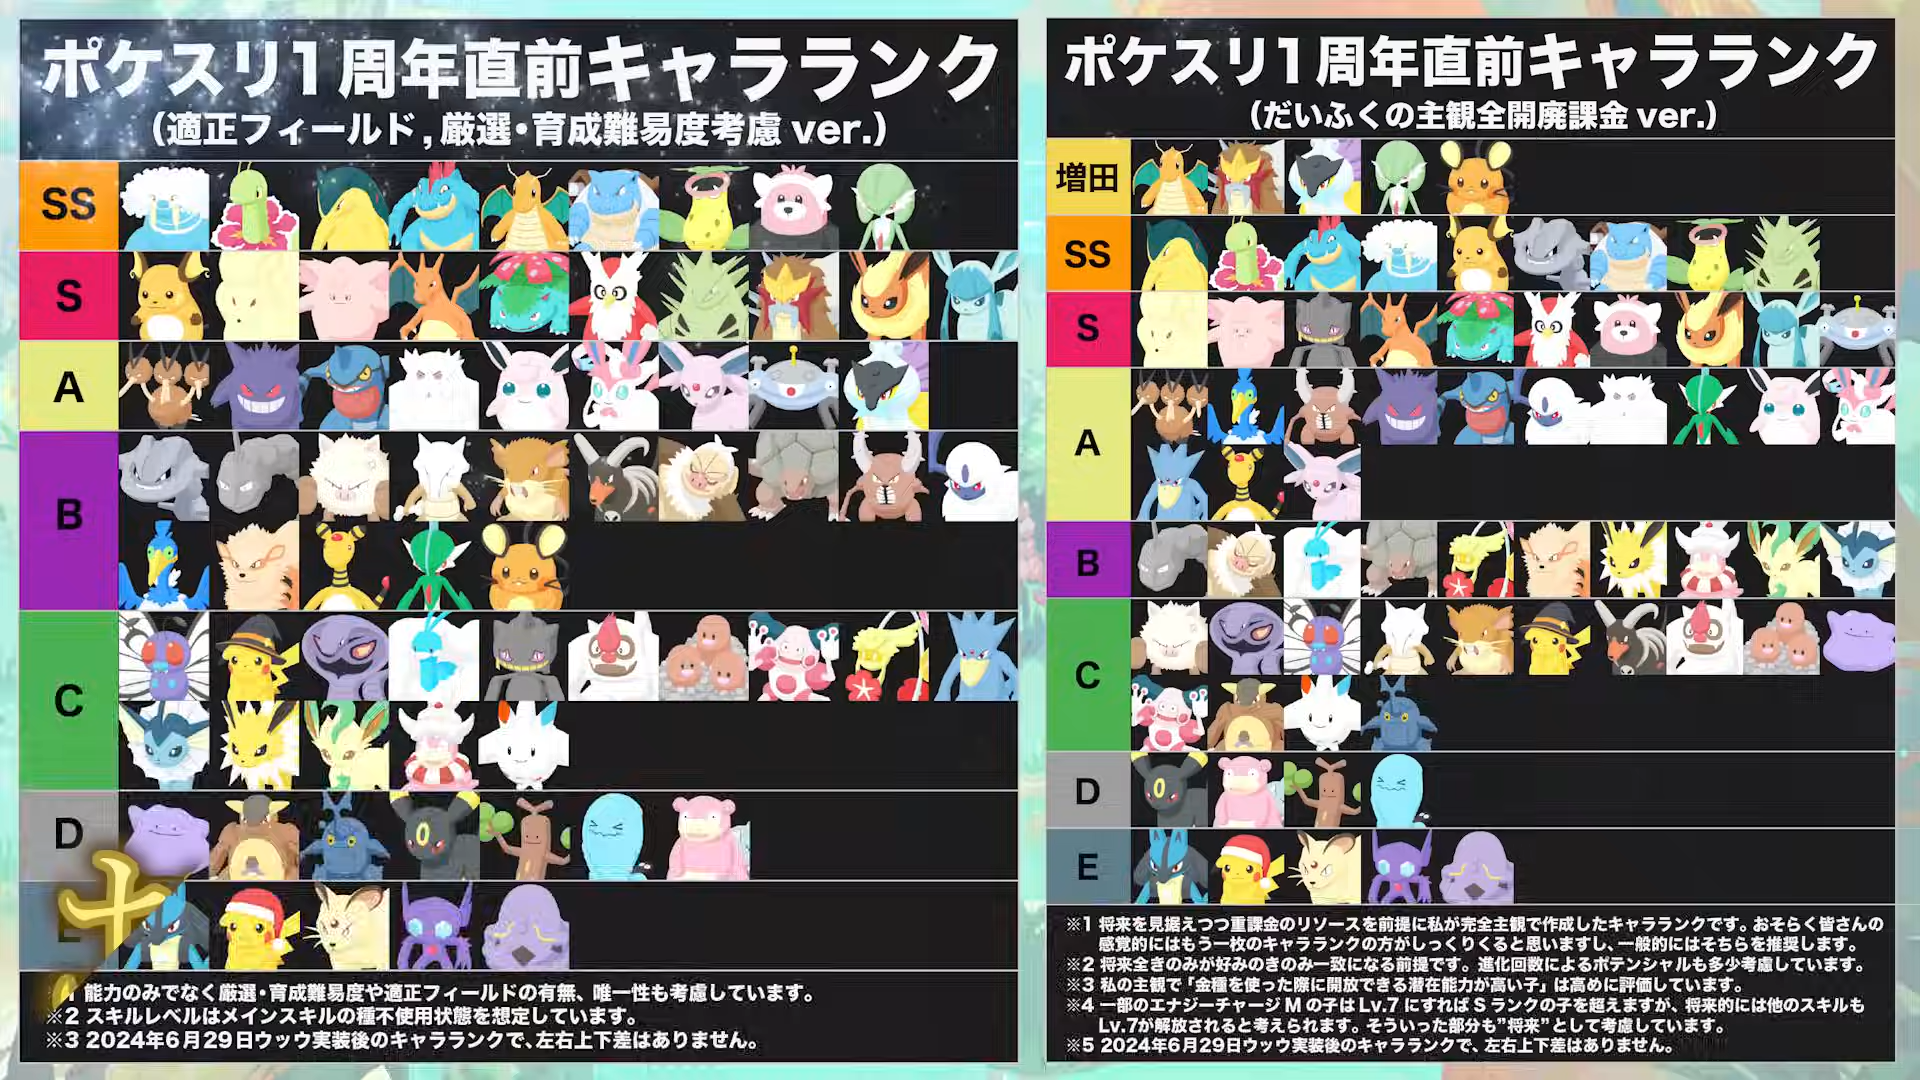 ポケスリ1周年直前キャラランク
(適正フィールド,厳選・育成難易度考慮 ver.)
SS
S
A
B
C
D
能力のみでなく厳選・育成難易度や適正フィールドの有無、唯一性も考慮しています。
※2 スキルレベルはメインスキルの種不使用状態を想定しています。
※3 2024年6月29日ウッウ実装後のキャラランクで、左右上下差はありません。
ポケスリ1周年直前キャラランク
(だいふくの主観全開廃課金 ver.)
増田
SS
S
A
B
C
D
E
※1 将来を見据えつつ重課金のリソースを前提に私が完全主観で作成したキャラランクです。おそらく皆さんの
感覚的にはもう一枚のキャラランクの方がしっくりくると思いますし、一般的にはそちらを推奨します。
※2 将来全きのみが好みのきのみ一致になる前提です。進化回数によるポテンシャルも多少考慮しています。
※3 私の主観で「金種を使った際に開放できる潜在能力が高い子」は高めに評価しています。
※4 一部のエナジーチャージMの子はLv.7にすればSランクの子を超えますが、将来的には他のスキルも
Lv.7が解放されると考えられます。そういった部分も"将来"として考慮しています。
※5 2024年6月29日ウッウ実装後のキャラランクで、左右上下差はありません。